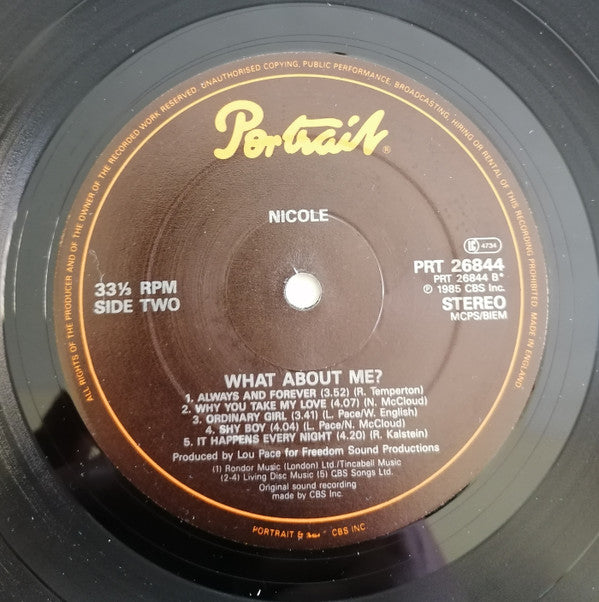 ALL RIGHTS OF THE PRODUCER AND OF THE OWNER OF THE RECORDED WORK RESERVED. UNAUTHORISED COPYING, PUBLIC PERFORMANCE, BROADCASTING, HIRING OR RENTAL OF THIS RECORDING PROHIBITED. MADE IN ENGLAND.
Portrait®
NICOLE
LC 4734
33⅓ RPM
SIDE TWO
PRT 26844
PRT 26844 B*
℗ 1985 CBS Inc.
STEREO
MCPS/BIEM
WHAT ABOUT ME?
1. ALWAYS AND FOREVER (3.52) (R. Temperton)
2. WHY YOU TAKE MY LOVE (4.07) (N. McCloud)
3. ORDINARY GIRL (3.41) (L. Pace/W. English)
4. SHY BOY (4.04) (L. Pace/N. McCloud)
5. IT HAPPENS EVERY NIGHT (4.20) (R. Kalstein)
Produced by Lou Pace for Freedom Sound Productions
(1) Rondor Music (London) Ltd./Tincabell Music
(2-4) Living Disc Music (5) CBS Songs Ltd.
Original sound recording
made by CBS Inc.
PORTRAIT & CBS INC.